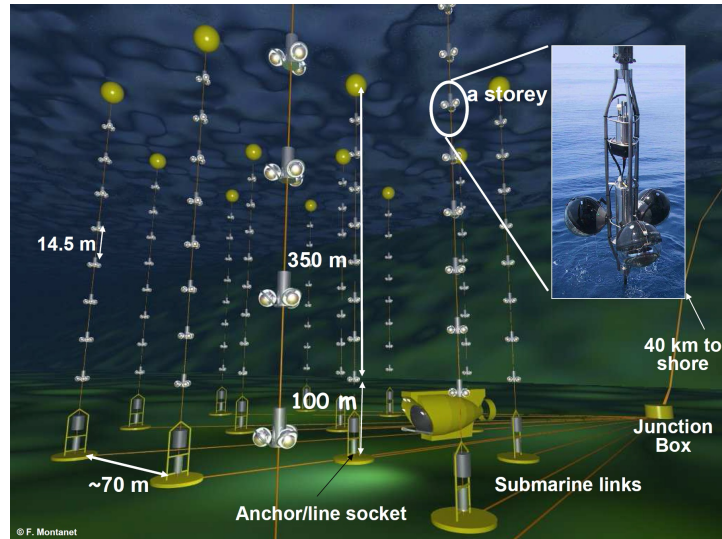 a storey
14.5 m
350 m
40 km to
shore
100 m
Junction
Box
~70 m
Submarine links
Anchor/line socket
© F. Montanet